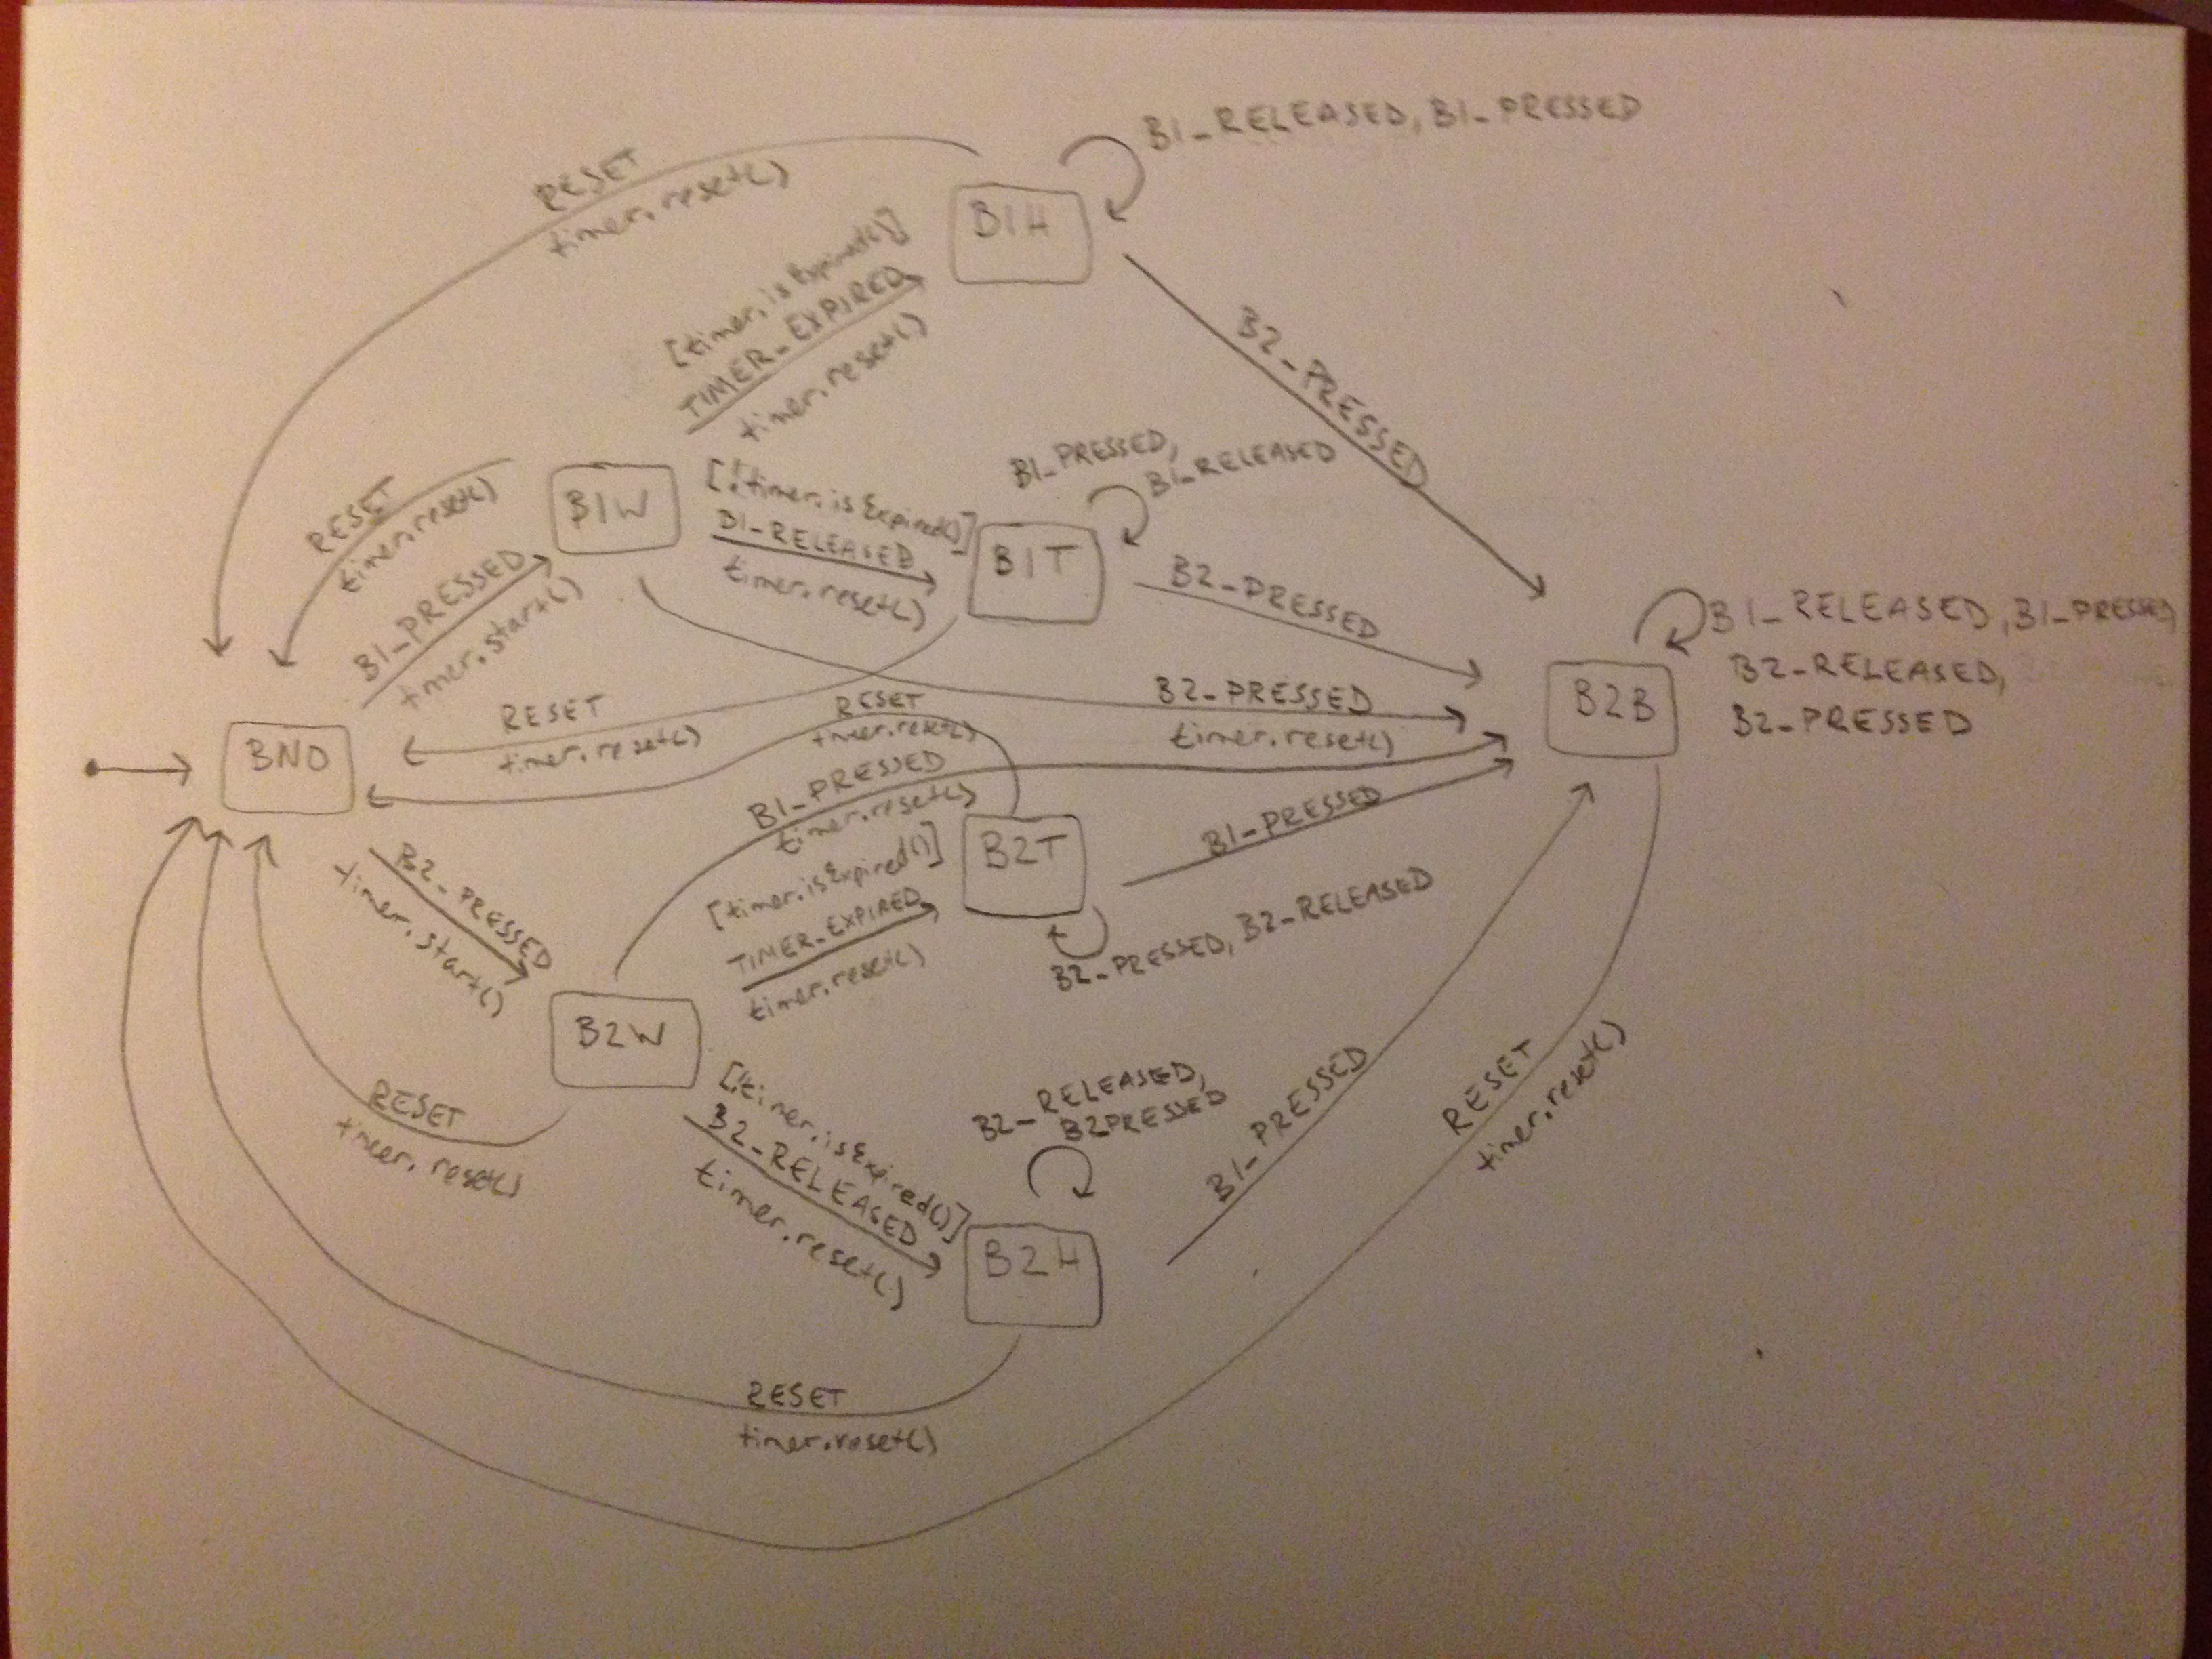 B1_RELEASED, B1_PRESSED
RESET
timer.reset()
B1H
[timer.isExpired()]
TIMER_EXPIRED
timer.reset()
B2_PRESSED
RESET
timer.reset()
B1W
B1_PRESSED
timer.start()
[!timer.isExpired()]
B1_RELEASED
timer.reset()
B1_PRESSED,
B1_RELEASED
B1T
B2_PRESSED
B1_RELEASED, B1_PRESSED
B2_RELEASED,
B2_PRESSED
B2B
B2_PRESSED
timer.reset()
RESET
timer.reset()
RESET
timer.reset()
BNO
B1_PRESSED
timer.reset()
B2T
B1_PRESSED
B2_PRESSED
timer.start()
[timer.isExpired()]
TIMER_EXPIRED
timer.reset()
B2_PRESSED, B2_RELEASED
B2W
RESET
timer.reset()
[!timer.isExpired()]
B2_RELEASED
timer.reset()
B2_RELEASED,
B2PRESSED
B2H
B1_PRESSED
RESET
timer.reset()
RESET
timer.reset()